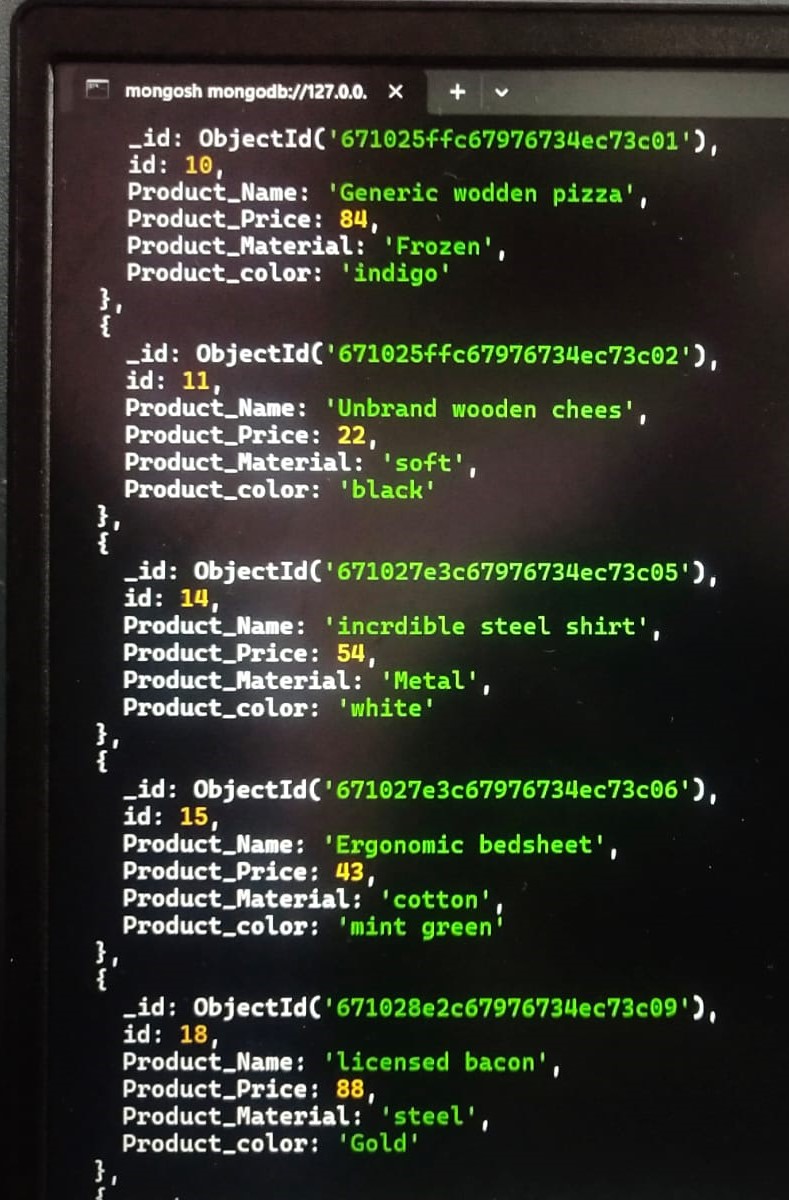 mongosh mongodb://127.0.0.
_id: ObjectId('671025ffc67976734ec73c01'),
id: 10,
Product_Name: 'Generic wodden pizza',
Product_Price: 84,
Product_Material: 'Frozen',
Product_color: 'indigo'
},
{
_id: ObjectId('671025ffc67976734ec73c02'),
id: 11,
Product_Name: 'Unbrand wooden chees',
Product_Price: 22,
Product_Material: 'soft',
Product_color: 'black'
},
{
_id: ObjectId('671027e3c67976734ec73c05'),
id: 14,
Product_Name: 'incrdible steel shirt',
Product_Price: 54,
Product_Material: 'Metal',
Product_color: 'white'
},
{
_id: ObjectId('671027e3c67976734ec73c06'),
id: 15,
Product_Name: 'Ergonomic bedsheet',
Product_Price: 43,
Product_Material: 'cotton',
Product_color: 'mint green'
},
{
_id: ObjectId('671028e2c67976734ec73c09'),
id: 18,
Product_Name: 'licensed bacon',
Product_Price: 88,
Product_Material: 'steel',
Product_color: 'Gold'
},
{